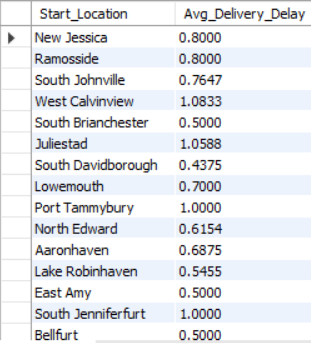 Start_Location Avg_Delivery_Delay
New Jessica 0.8000
Ramosside 0.8000
South Johnville 0.7647
West Calvinview 1.0833
South Brianchester 0.5000
Juliestad 1.0588
South Davidborough 0.4375
Lowemouth 0.7000
Port Tammybury 1.0000
North Edward 0.6154
Aaronhaven 0.6875
Lake Robinhaven 0.5455
East Amy 0.5000
South Jenniferfurt 1.0000
Bellfurt 0.5000